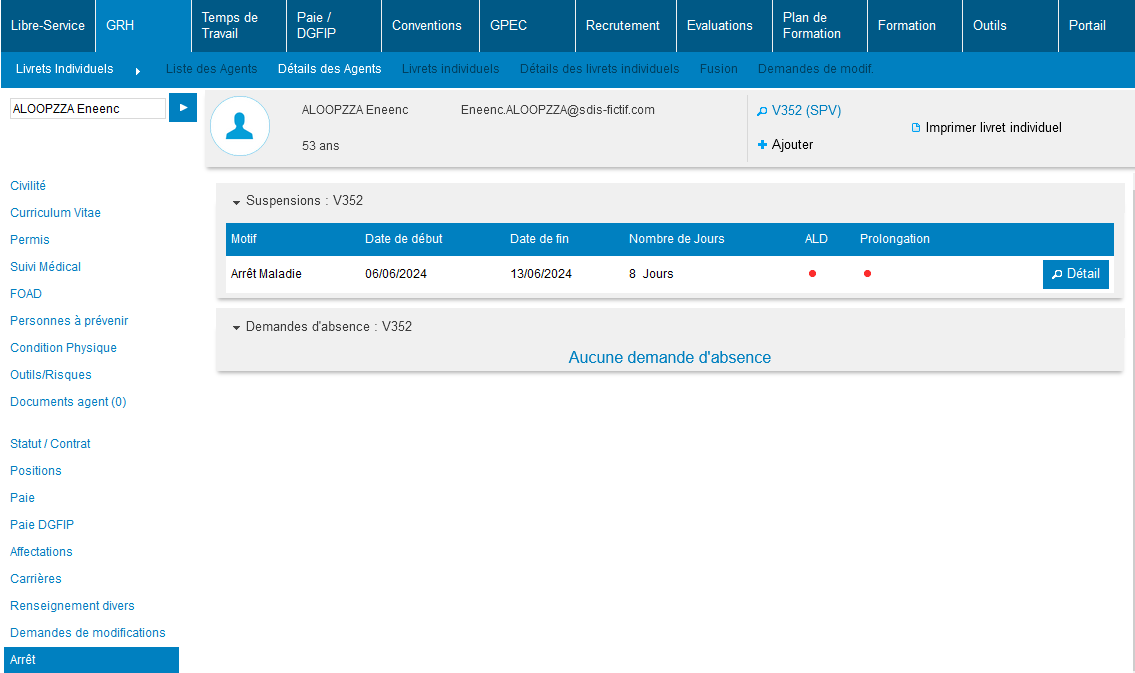 Libre-Service
GRH
Temps de
Travail
Paie /
DGFIP
Conventions
GPEC
Recrutement
Evaluations
Plan de
Formation
Formation
Outils
Portail
Livrets Individuels
Liste des Agents
Détails des Agents
Livrets individuels
Détails des livrets individuels
Fusion
Demandes de modif.
ALOOPZZA Eneenc
ALOOPZZA Eneenc
Eneenc.ALOOPZZA@sdis-fictif.com
53 ans
V352 (SPV)
Ajouter
Imprimer livret individuel
Civilité
Curriculum Vitae
Permis
Suivi Médical
FOAD
Personnes à prévenir
Condition Physique
Outils/Risques
Documents agent (0)
Statut / Contrat
Positions
Paie
Paie DGFIP
Affectations
Carrières
Renseignement divers
Demandes de modifications
Arrêt
Suspensions : V352
Motif Date de début Date de fin Nombre de Jours ALD Prolongation
Arrêt Maladie 06/06/2024 13/06/2024 8 Jours Détail
Demandes d'absence : V352
Aucune demande d'absence